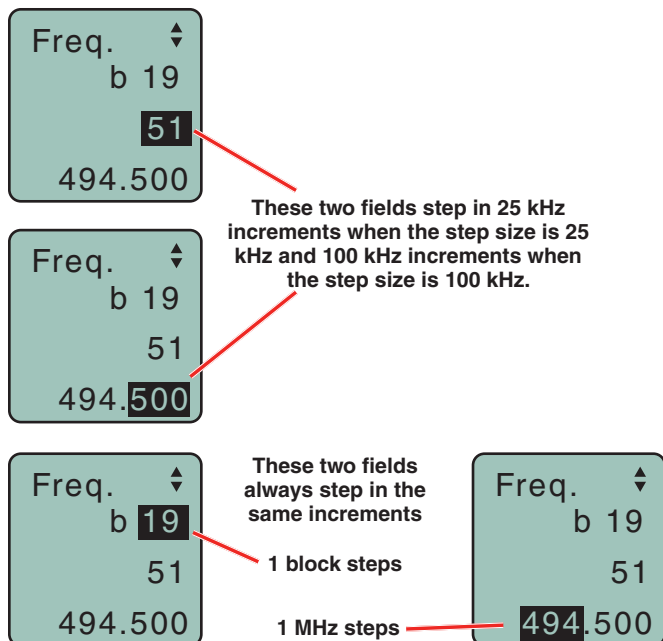 Freq.
b 19
51
494.500
These two fields step in 25 kHz
increments when the step size is 25
kHz and 100 kHz increments when
the step size is 100 kHz.
Freq.
b 19
51
494.500
Freq.
b 19
51
494.500
These two fields
always step in the
same increments
1 block steps
1 MHz steps
Freq.
b 19
51
494.500